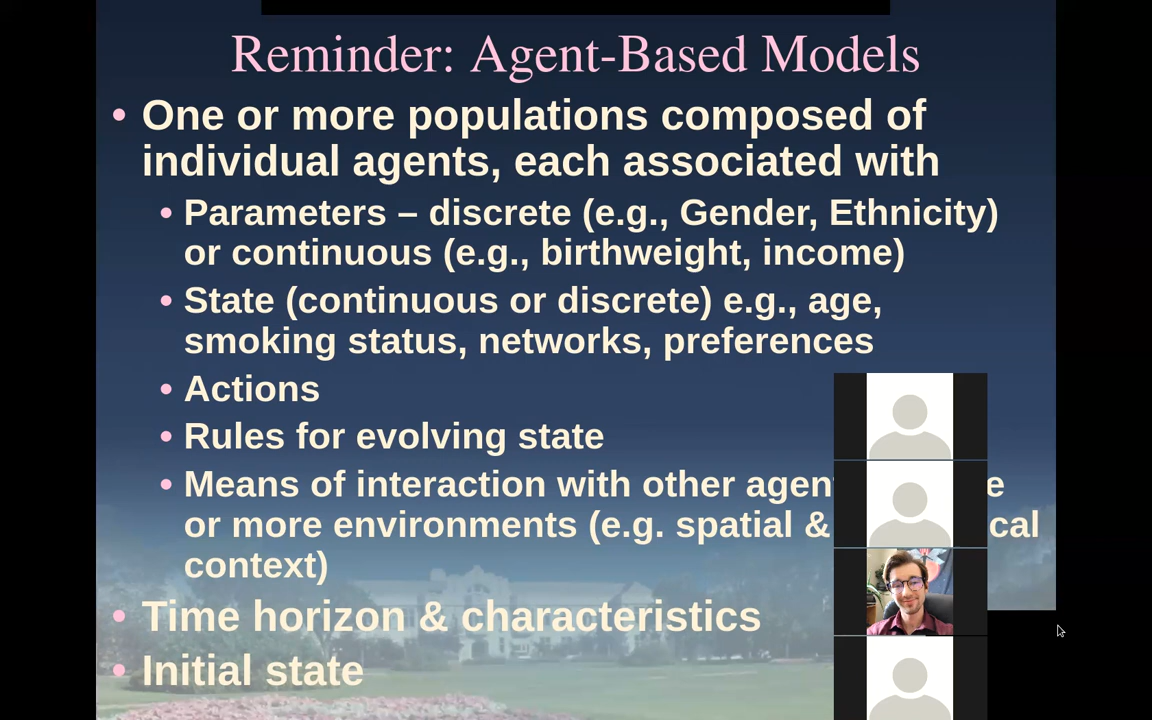 Reminder: Agent-Based Models
• One or more populations composed of
individual agents, each associated with
• Parameters – discrete (e.g., Gender, Ethnicity)
or continuous (e.g., birthweight, income)
• State (continuous or discrete) e.g., age,
smoking status, networks, preferences
• Actions
• Rules for evolving state
• Means of interaction with other
or more environments (e.g. spatial &
context)
• Time horizon & characteristics
• Initial state